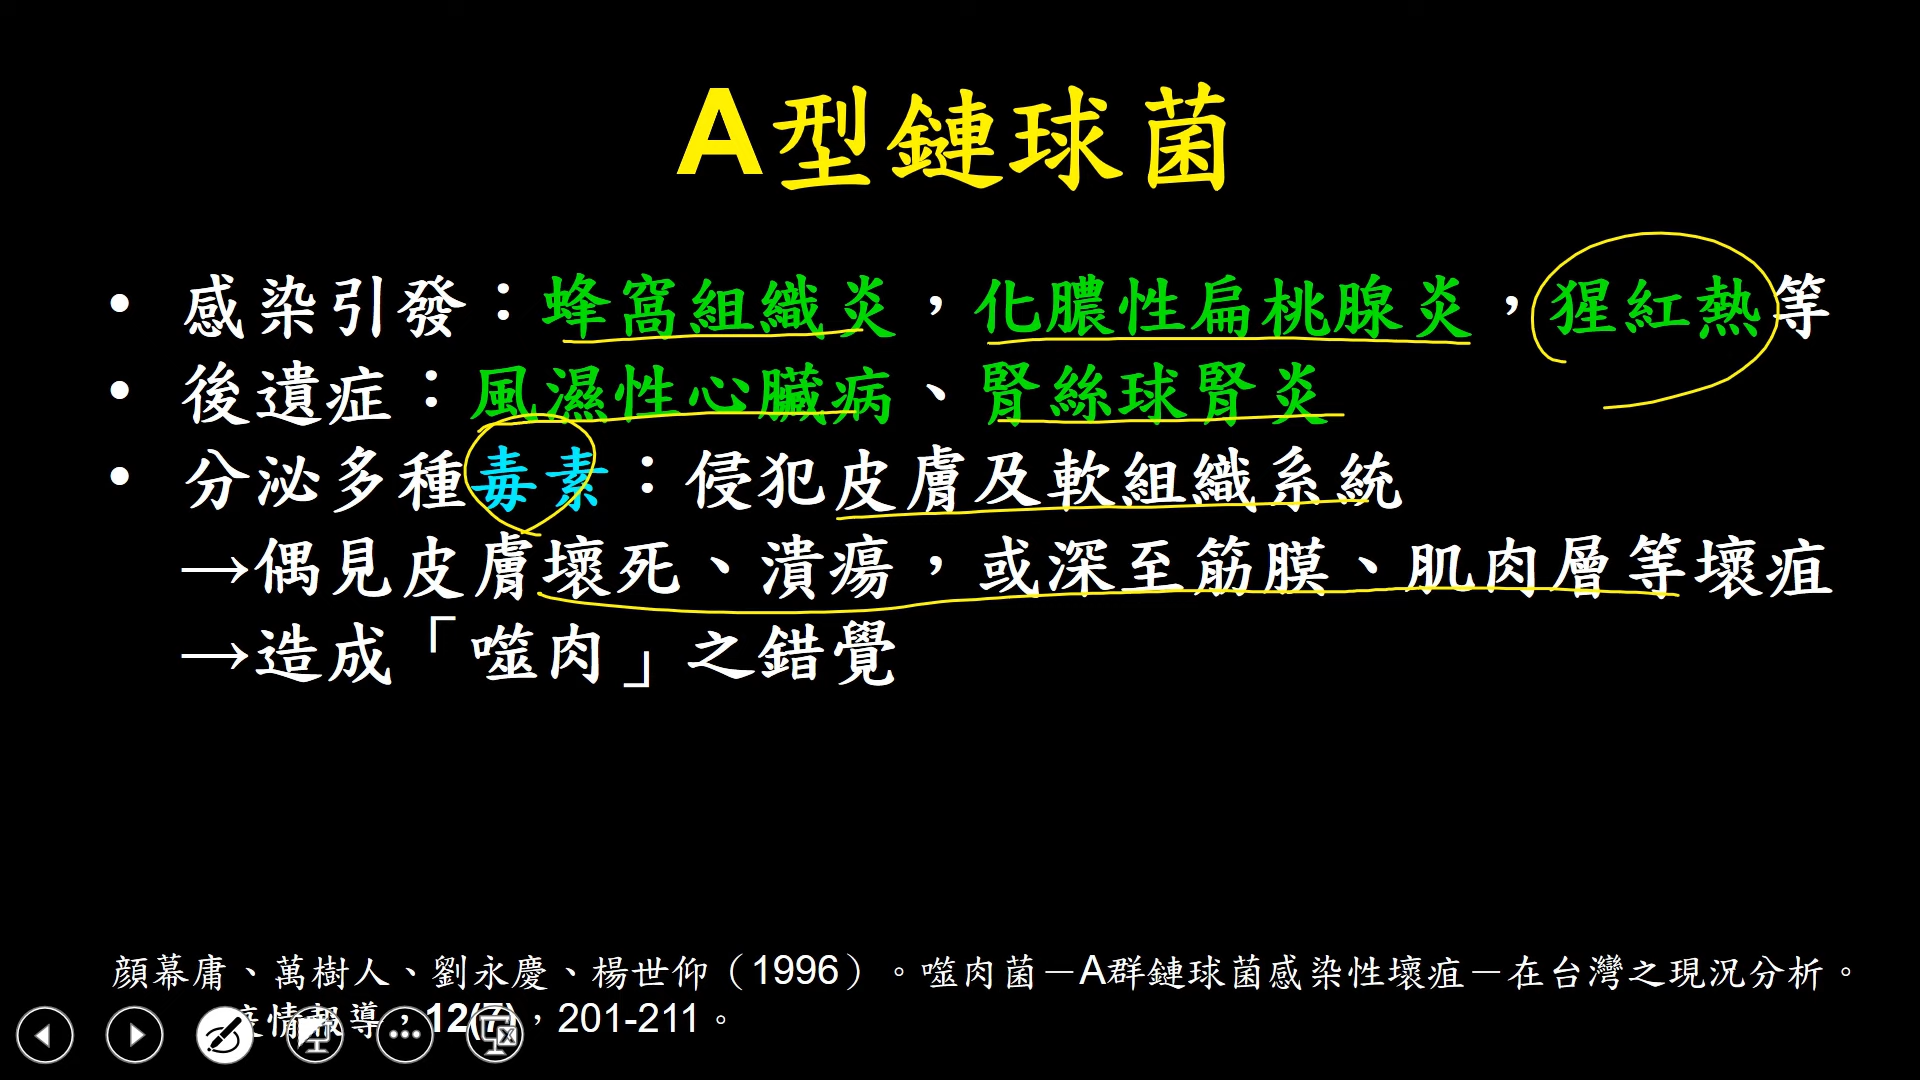 A型鏈球菌
• 感染引發：蜂窩組織炎，化膿性扁桃腺炎，猩紅熱等
• 後遺症：風濕性心臟病、腎絲球腎炎
• 分泌多種毒素：侵犯皮膚及軟組織系統
→偶見皮膚壞死、潰瘍，或深至筋膜、肌肉層等壞疽
→造成「噬肉」之錯覺
顏幕庸、萬樹人、劉永慶、楊世仰（1996）。噬肉菌－A群鏈球菌感染性壞疽－在台灣之現況分析。
疫情報導，12(7)，201-211。